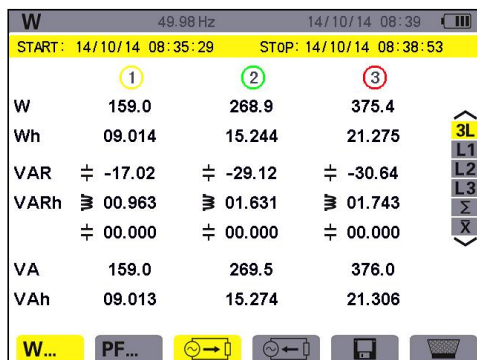 W 49.98 Hz 14/10/14 08:39
START: 14/10/14 08:35:29 STOP: 14/10/14 08:38:53
1 2 3
W 159.0 268.9 375.4
Wh 09.014 15.244 21.275
VAR -17.02 -29.12 -30.64
VARh 00.963 01.631 01.743
00.000 00.000 00.000
VA 159.0 269.5 376.0
VAh 09.013 15.274 21.306
3L
L1
L2
L3
Σ
X̅
W... PF...